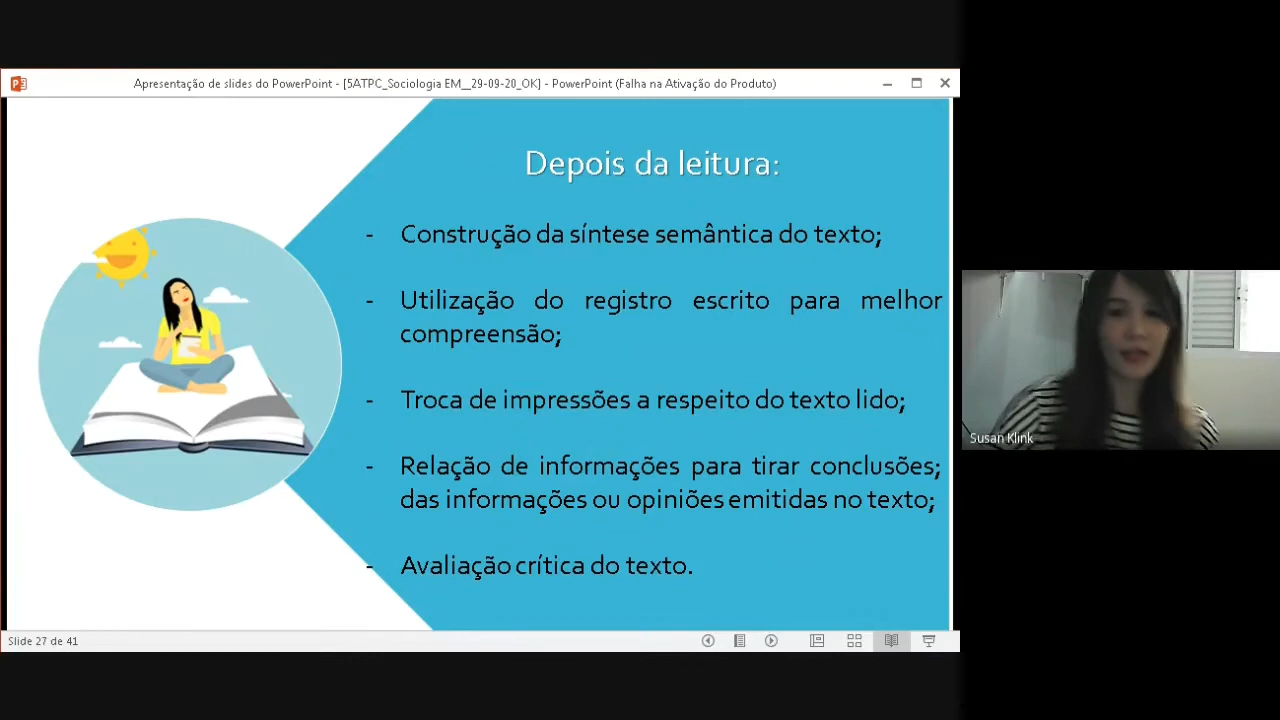 Apresentação de slides do PowerPoint - [5ATPC_Sociologia EM__29-09-20_OK] - PowerPoint (Falha na Ativação do Produto)
Depois da leitura:
- Construção da síntese semântica do texto;
- Utilização do registro escrito para melhor
compreensão;
- Troca de impressões a respeito do texto lido;
- Relação de informações para tirar conclusões;
das informações ou opiniões emitidas no texto;
- Avaliação crítica do texto.
Susan Klink
Slide 27 de 41